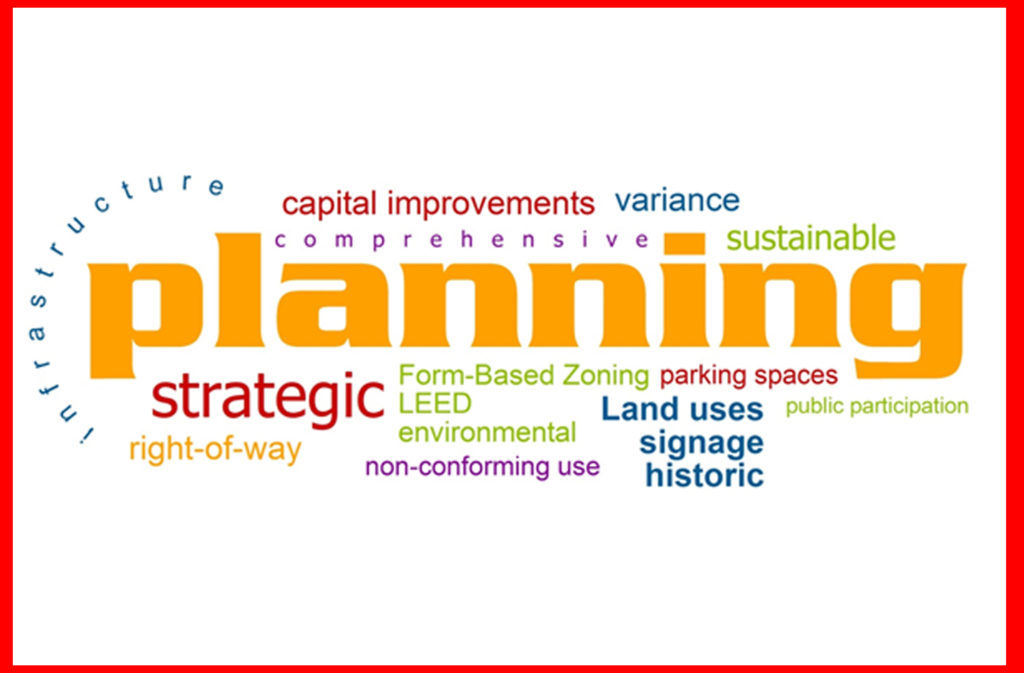 infrastructure
capital improvements
variance
comprehensive
sustainable
planning
strategic
Form-Based Zoning
parking spaces
LEED
Land uses
public participation
environmental
signage
right-of-way
non-conforming use
historic